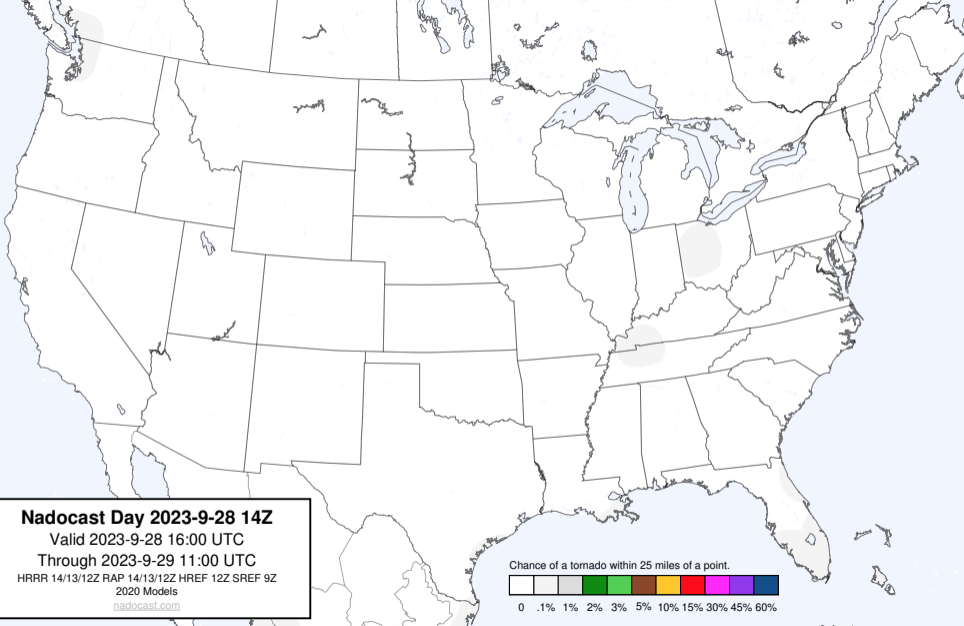 Nadocast Day 2023-9-28 14Z
Valid 2023-9-28 16:00 UTC
Through 2023-9-29 11:00 UTC
HRRR 14/13/12Z RAP 14/13/12Z HREF 12Z SREF 9Z
2020 Models
nadocast.com
Chance of a tornado within 25 miles of a point.
0 .1% 1% 2% 3% 5% 10% 15% 30% 45% 60%